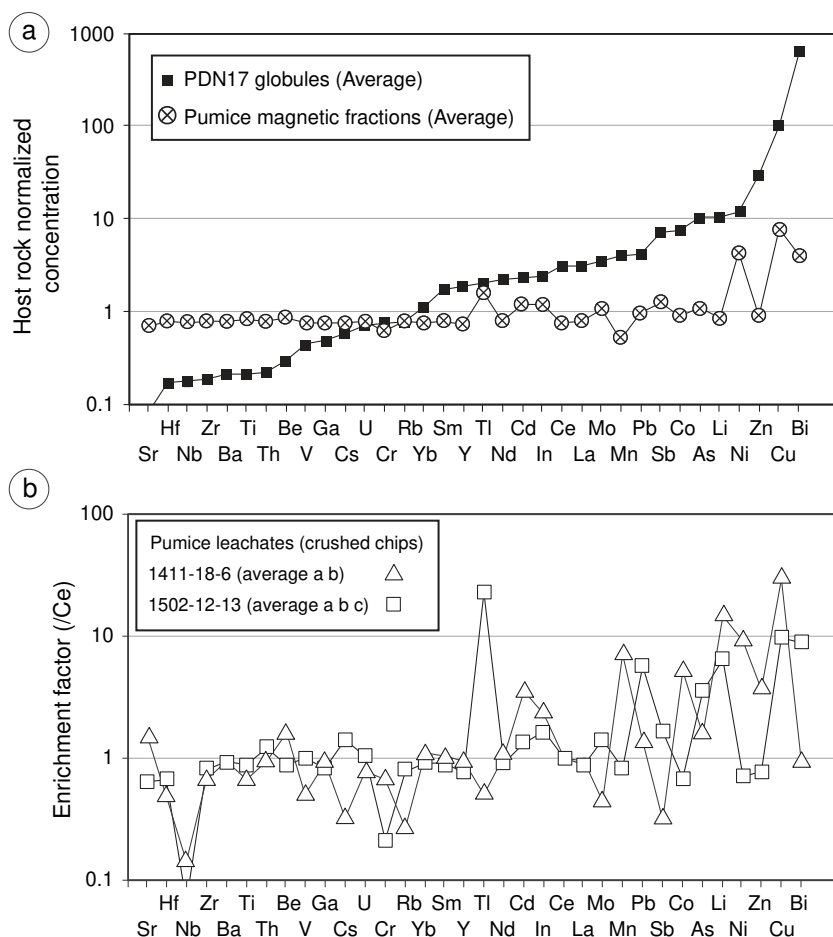 a
1000
100
10
1
0.1
Host rock normalized
concentration
PDN17 globules (Average)
Pumice magnetic fractions (Average)
Hf Zr Ti Be Ga U Rb Sm Tl Cd Ce Mo Pb Co Li Zn Bi
Sr Nb Ba Th V Cs Cr Yb Y Nd In La Mn Sb As Ni Cu
b
100
10
1
0.1
Enrichment factor (/Ce)
Pumice leachates (crushed chips)
1411-18-6 (average a b)
1502-12-13 (average a b c)
Hf Zr Ti Be Ga U Rb Sm Tl Cd Ce Mo Pb Co Li Zn Bi
Sr Nb Ba Th V Cs Cr Yb Y Nd In La Mn Sb As Ni Cu